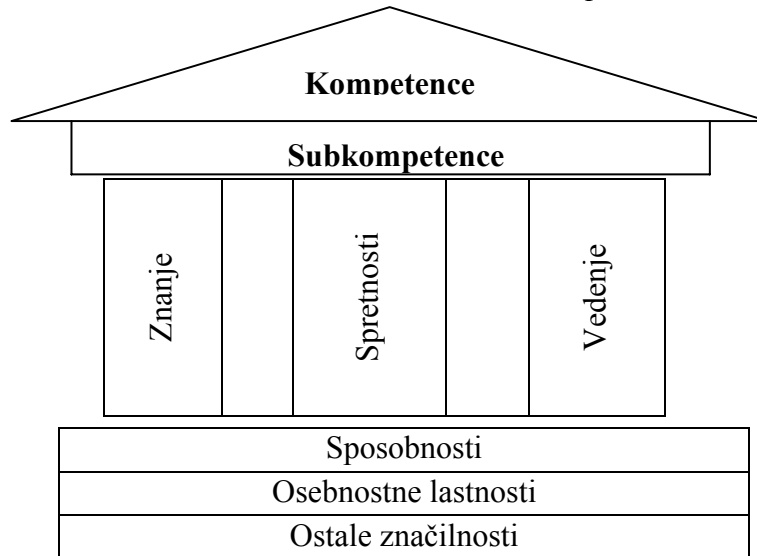 Kompetence
Subkompetence
Znanje
Spretnosti
Vedenje
Sposobnosti
Osebnostne lastnosti
Ostale značilnosti